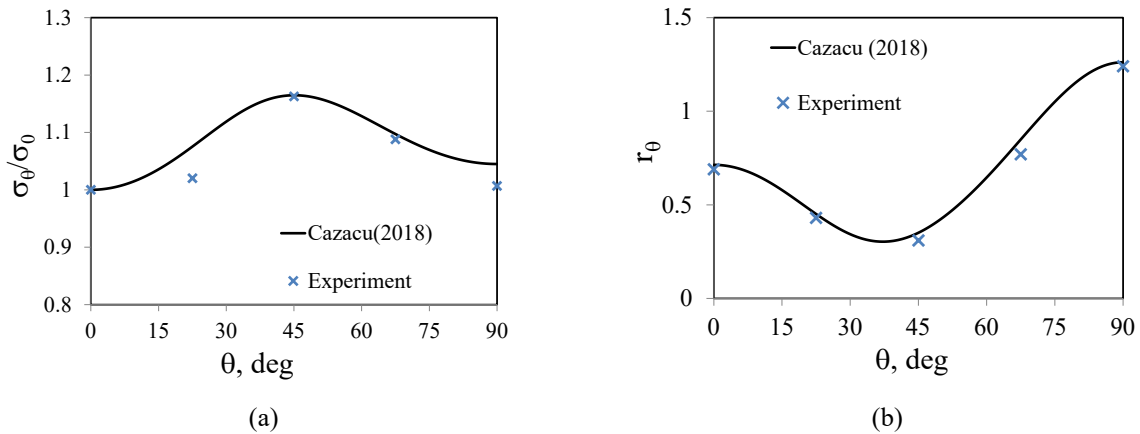 1.3
1.2
1.1
1
0.9
0.8
σθ/σ0
Cazacu(2018)
Experiment
0 15 30 45 60 75 90
θ, deg
(a)
1.5
1
0.5
0
rθ
Cazacu (2018)
Experiment
0 15 30 45 60 75 90
θ, deg
(b)